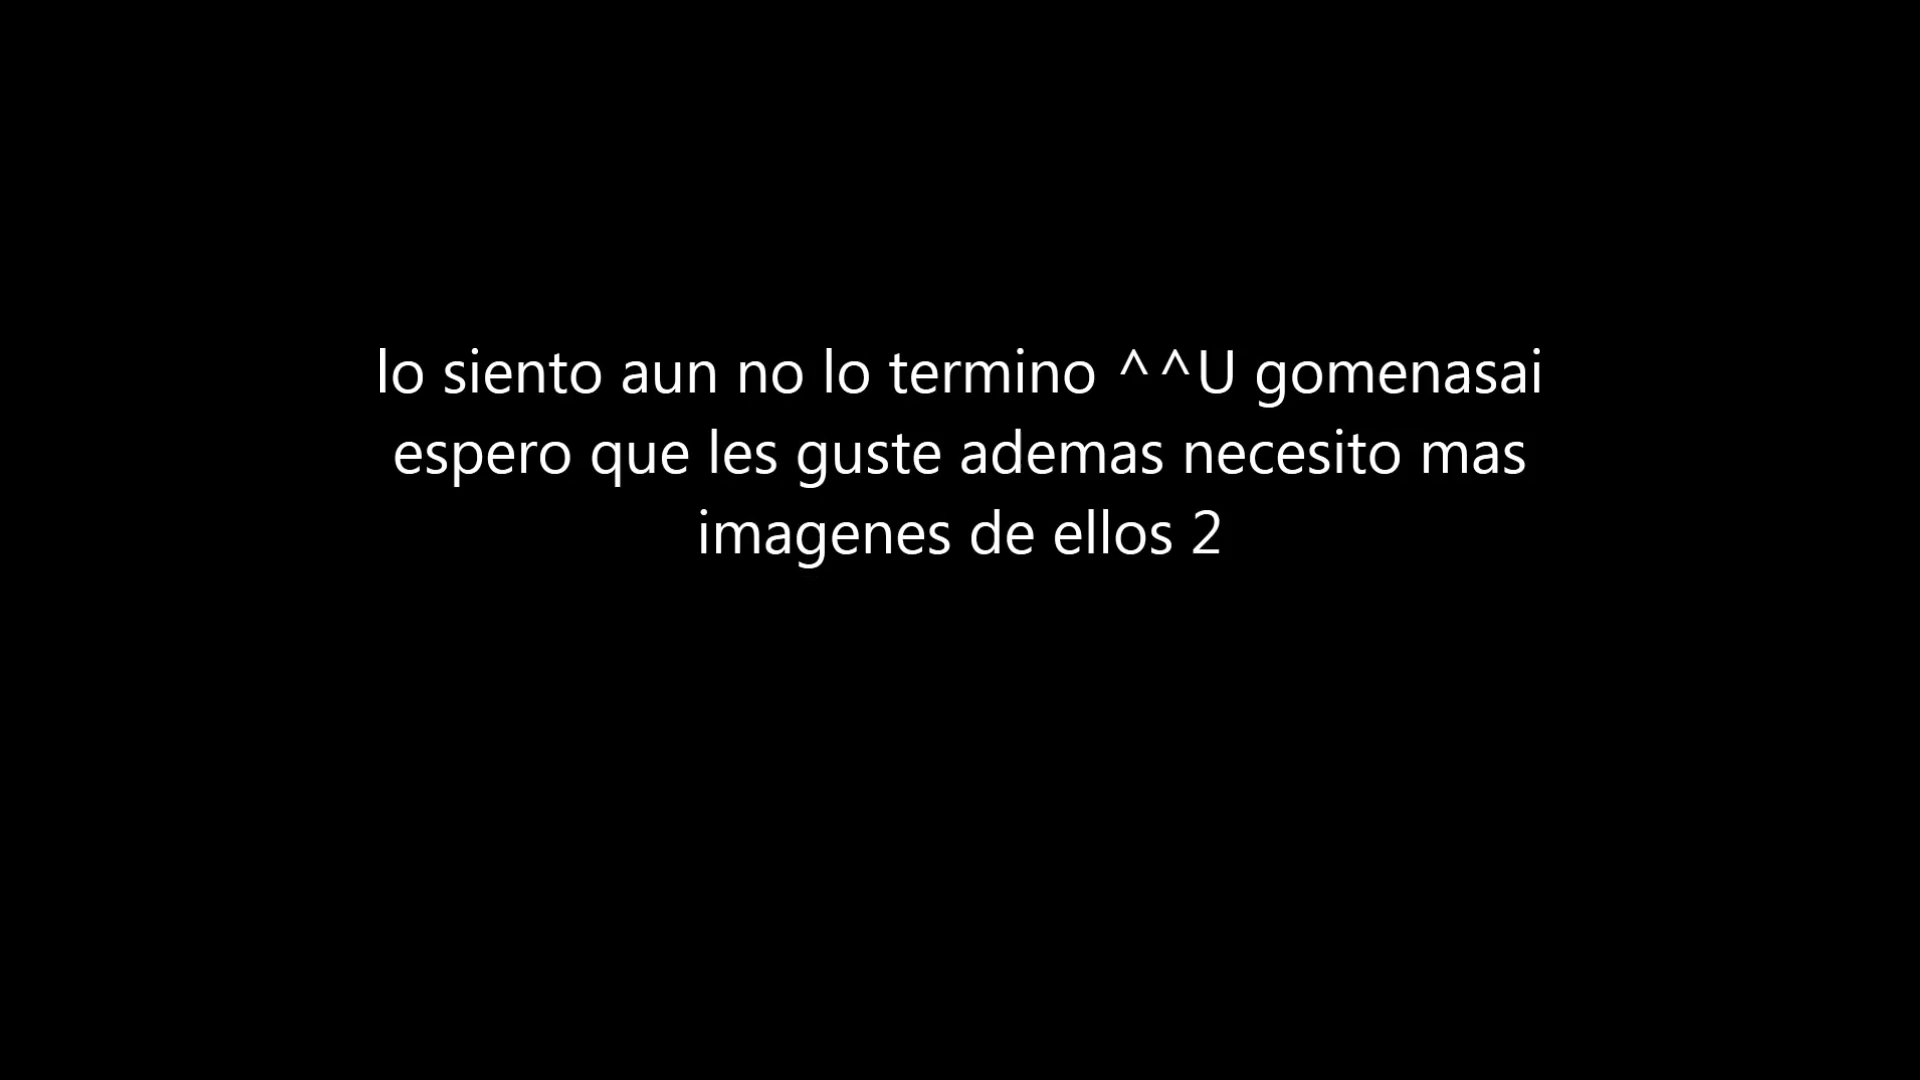 lo siento aun no lo termino ^^U gomenasai
espero que les guste ademas necesito mas
imagenes de ellos 2